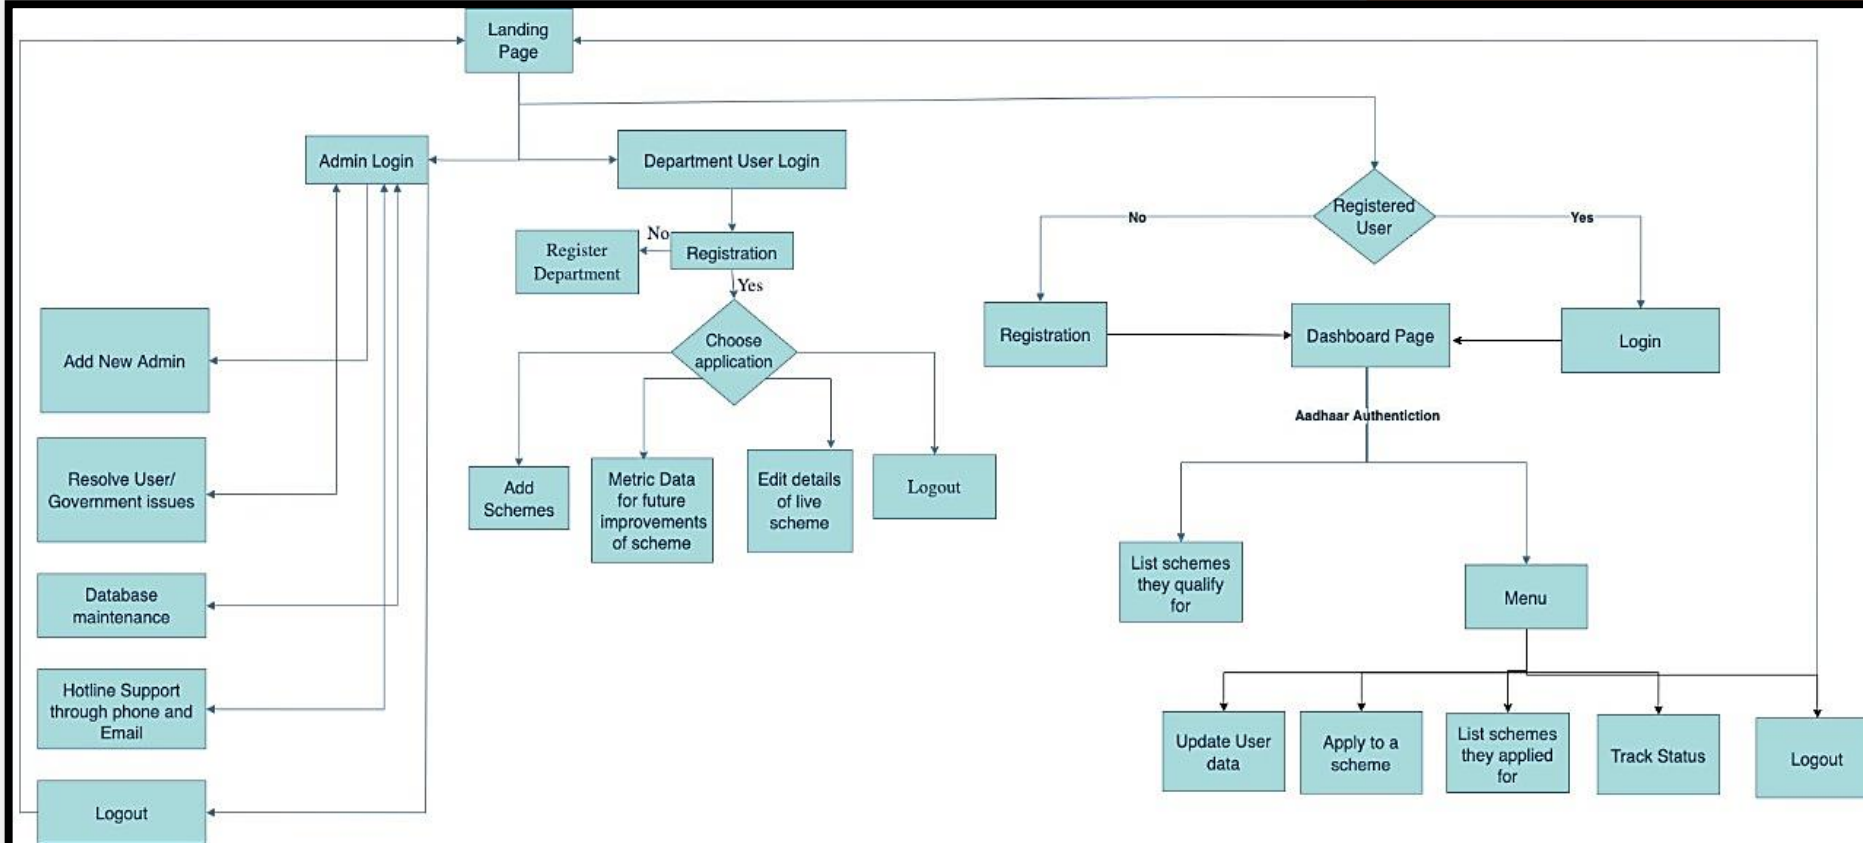 Landing
Page
Admin Login
Department User Login
Registered
User
No
Yes
Register
Department
No
Registration
Yes
Registration
Dashboard Page
Login
Add New Admin
Choose
application
Aadhaar Authentiction
Resolve User/
Government issues
Add
Schemes
Metric Data
for future
improvements
of scheme
Edit details
of live
scheme
Logout
List schemes
they qualify
for
Menu
Database
maintenance
Hotline Support
through phone and
Email
Update User
data
Apply to a
scheme
List schemes
they applied
for
Track Status
Logout
Logout